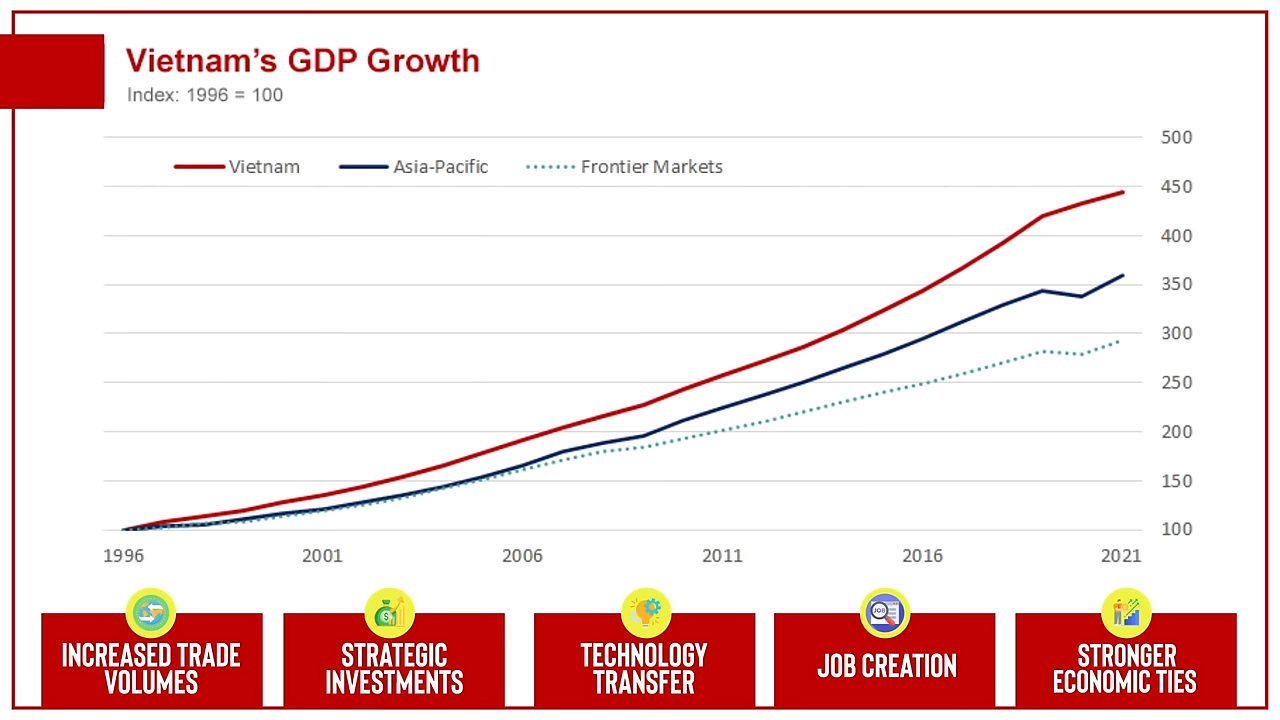 Vietnam’s GDP Growth
Index: 1996 = 100
500
Vietnam Asia-Pacific Frontier Markets
450
400
350
300
250
200
150
100
1996 2001 2006 2011 2016 2021
INCREASED TRADE
VOLUMES
STRATEGIC
INVESTMENTS
TECHNOLOGY
TRANSFER
JOB
JOB CREATION
STRONGER
ECONOMIC TIES